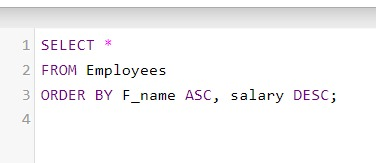 1 SELECT *
2 FROM Employees
3 ORDER BY F_name ASC, salary DESC;
4